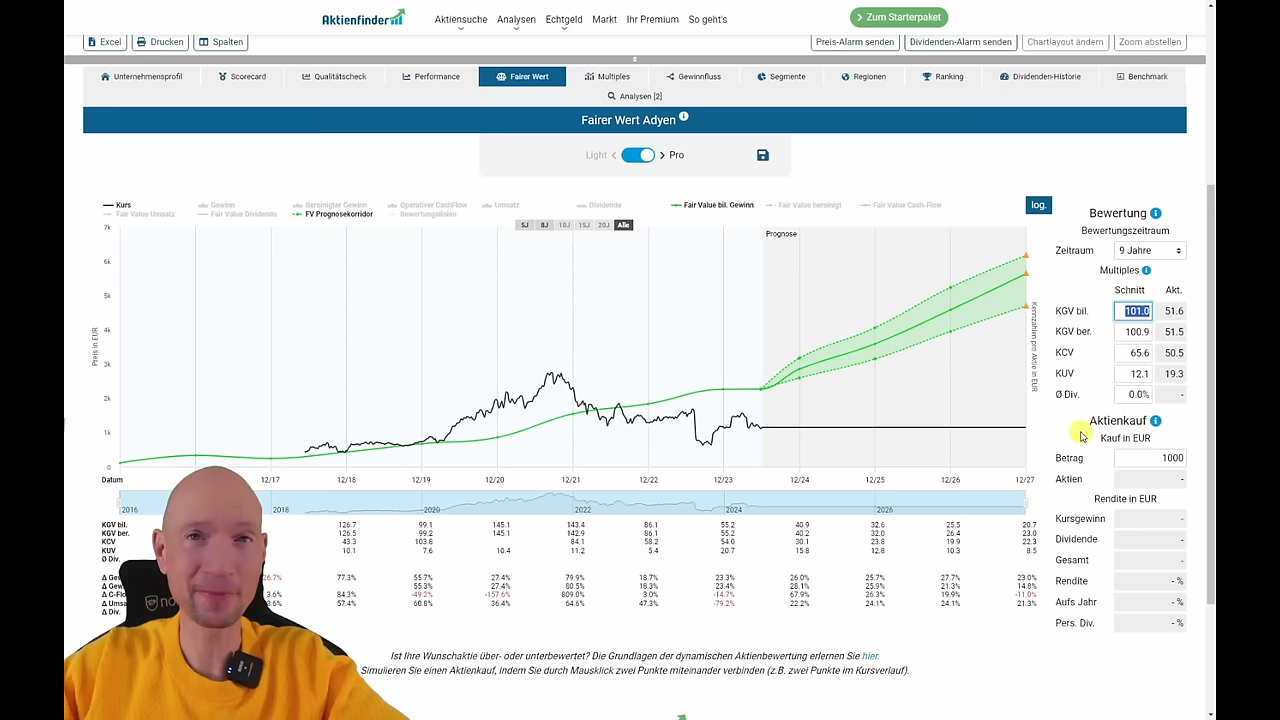 Aktienfinder
Aktiensuche Analysen Echtgeld Markt Ihr Premium So geht's
Zum Starterpaket
Excel Drucken Spalten Preis-Alarm senden Dividenden-Alarm senden Chartlayout ändern Zoom abstellen
Unternehmensprofil Scorecard Qualitätscheck Performance Fairer Wert Multiples Gewinnfluss Segmente Regionen Ranking Dividenden-Historie Benchmark
Analysen [2]
Fairer Wert Adyen
Light < > Pro
Kurs Gewinn Bereinigter Gewinn Operativer CashFlow Umsatz Dividende Fair Value bil. Gewinn Fair Value bereinigt Fair Value Cash-Flow
Fair Value Umsatz Fair Value Dividende FV Prognosekorridor Bewertungslinien
log.
5J 8J 10J 15J 20J Alle
Prognose
7k
6k
5k
4k
3k
2k
1k
0
Preis in EUR
Kennzahlen pro Aktie in EUR
Datum 12/17 12/18 12/19 12/20 12/21 12/22 12/23 12/24 12/25 12/26 12/27
2016 2018 2020 2022 2024 2026
KGV bil. 126.7 99.1 145.1 143.4 86.1 55.2 40.9 32.6 25.5 20.7
KGV ber. 126.5 99.2 145.1 142.9 86.1 55.2 40.2 32.0 26.4 23.0
KCV 43.3 103.8 84.1 58.2 54.0 30.1 23.8 19.9 22.3
KUV 10.1 7.6 10.4 11.2 5.4 20.7 15.8 12.8 10.3 8.5
Ø Div.
Δ Ge 26.7% 77.3% 55.7% 27.4% 79.9% 18.7% 23.3% 26.0% 25.7% 27.7% 23.0%
Δ Gew 55.3% 27.4% 80.5% 18.3% 23.4% 28.1% 25.9% 21.3% 14.8%
Δ C-Fl 3.6% 84.3% -49.2% -157.6% 809.0% 3.0% -14.7% 67.9% 26.3% 19.9% -11.0%
Δ Umsa 3.6% 57.4% 60.8% 36.4% 64.6% 47.3% -79.2% 22.2% 24.1% 24.1% 21.3%
Δ Div.
Bewertung
Bewertungszeitraum
Zeitraum 9 Jahre
Multiples
Schnitt Akt.
KGV bil. 101.0 51.6
KGV ber. 100.9 51.5
KCV 65.6 50.5
KUV 12.1 19.3
Ø Div. 0.0% -
Aktienkauf
Kauf in EUR
Betrag 1000
Aktien -
Rendite in EUR
Kursgewinn -
Dividende -
Gesamt -
Rendite - %
Aufs Jahr - %
Pers. Div. - %
Ist Ihre Wunschaktie über- oder unterbewertet? Die Grundlagen der dynamischen Aktienbewertung erlernen Sie hier.
Simulieren Sie einen Aktienkauf, indem Sie durch Mausklick zwei Punkte miteinander verbinden (z.B. zwei Punkte im Kursverlauf).